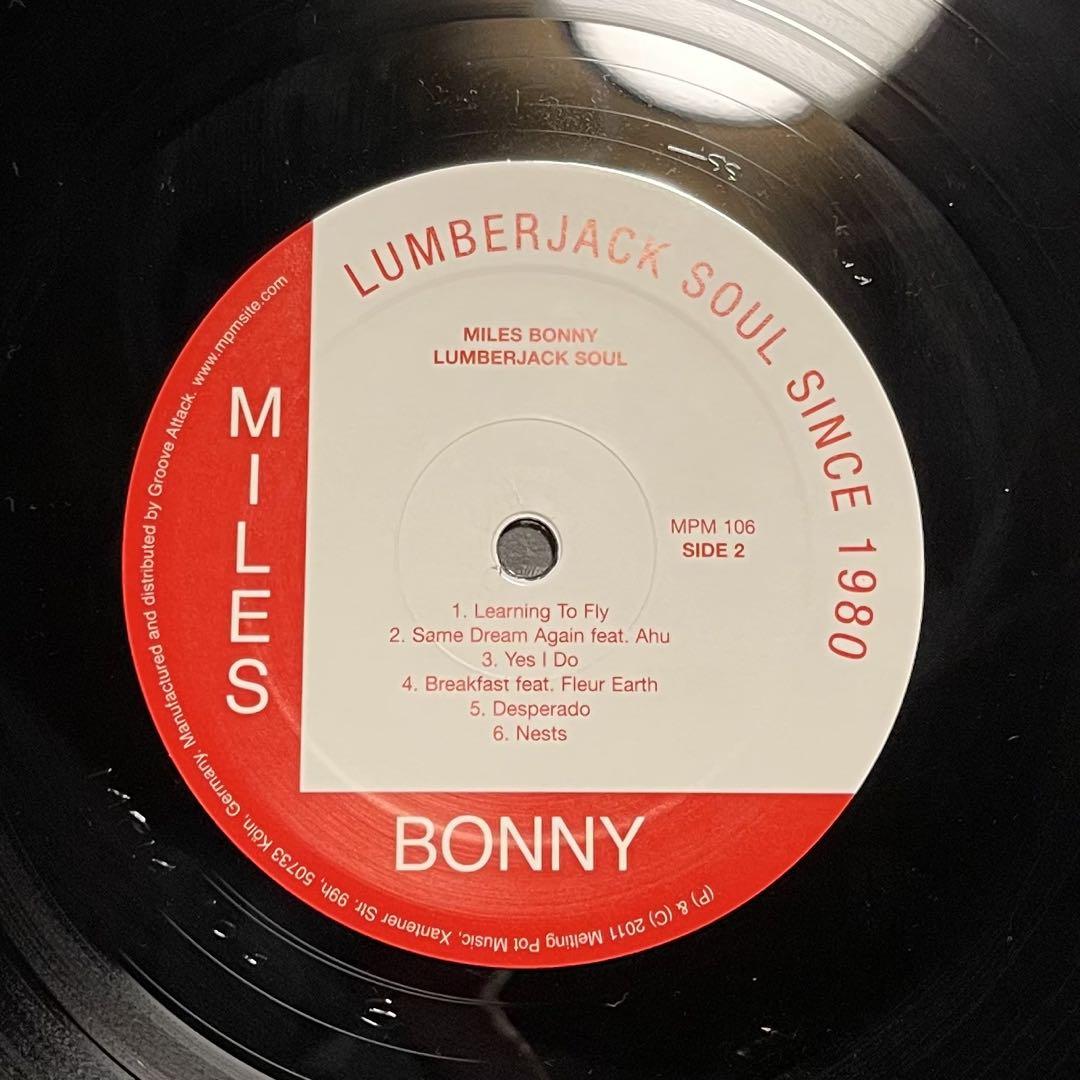 LUMBERJACK SOUL SINCE 1980
MILES BONNY
LUMBERJACK SOUL
MILES
MPM 106
SIDE 2
1. Learning To Fly
2. Same Dream Again feat. Ahu
3. Yes I Do
4. Breakfast feat. Fleur Earth
5. Desperado
6. Nests
BONNY
(P) & (C) 2011 Melting Pot Music, Xantener Str. 99h, 50733 Köln, Germany. Manufactured and distributed by Groove Attack. www.mpmsite.com